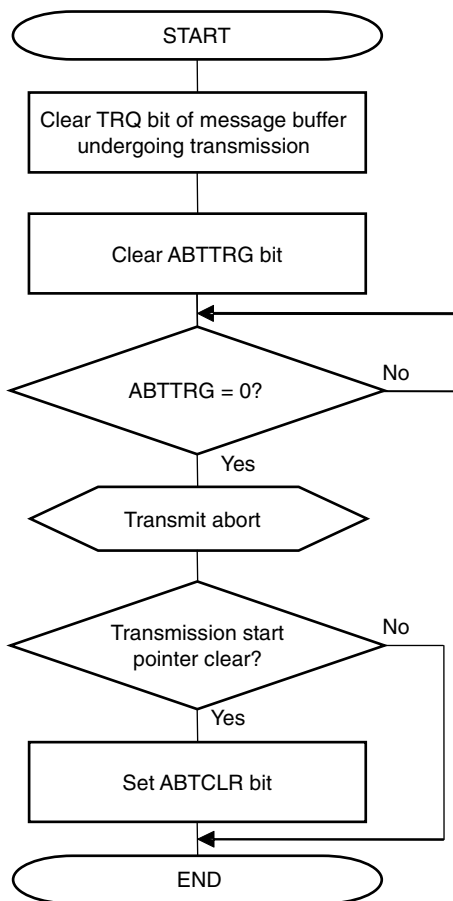 START
Clear TRQ bit of message buffer
undergoing transmission
Clear ABTTRG bit
ABTTRG = 0?
No
Yes
Transmit abort
Transmission start
pointer clear?
No
Yes
Set ABTCLR bit
END